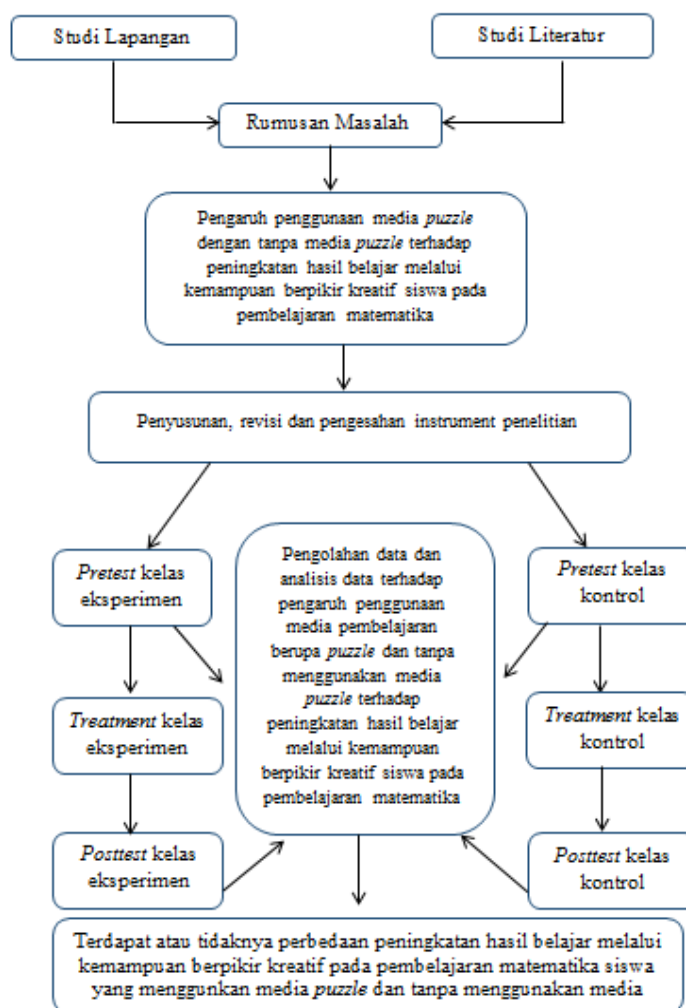 Studi Lapangan
Studi Literatur
Rumusan Masalah
Pengaruh penggunaan media puzzle
dengan tanpa media puzzle terhadap
peningkatan hasil belajar melalui
kemampuan berpikir kreatif siswa pada
pembelajaran matematika
Penyusunan, revisi dan pengesahan instrument penelitian
Pretest kelas
eksperimen
Pengolahan data dan
analisis data terhadap
pengaruh penggunaan
media pembelajaran
berupa puzzle dan tanpa
menggunakan media
puzzle terhadap
peningkatan hasil belajar
melalui kemampuan
berpikir kreatif siswa pada
pembelajaran matematika
Pretest kelas
kontrol
Treatment kelas
eksperimen
Treatment kelas
kontrol
Posttest kelas
eksperimen
Posttest kelas
kontrol
Terdapat atau tidaknya perbedaan peningkatan hasil belajar melalui
kemampuan berpikir kreatif pada pembelajaran matematika siswa
yang menggunkan media puzzle dan tanpa menggunakan media